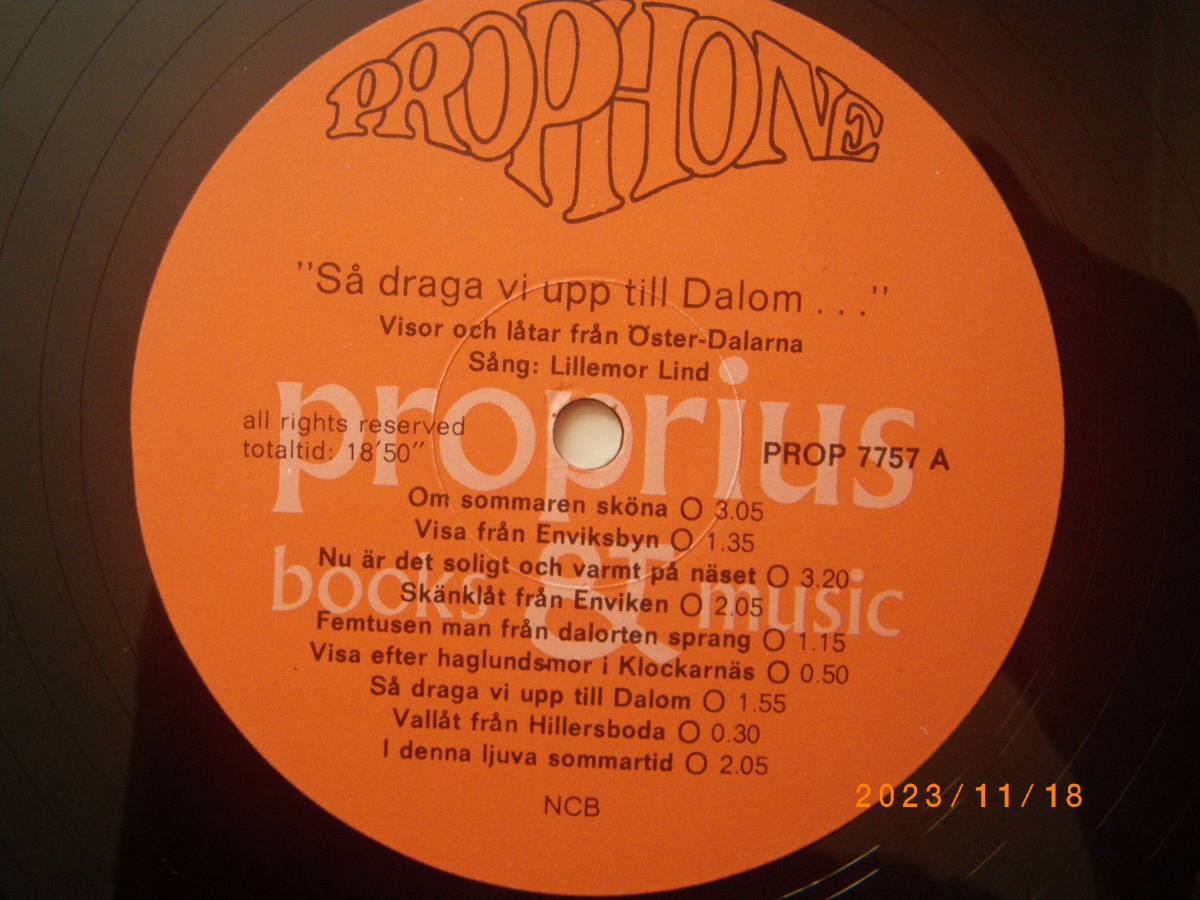 PROPHONE
"Så draga vi upp till Dalom . . ."
Visor och låtar från Öster-Dalarna
Sång: Lillemor Lind
proprius
all rights reserved
totaltid: 18'50"
PROP 7757 A
Om sommaren sköna O 3.05
Visa från Enviksbyn O 1.35
Nu är det soligt och varmt på näset O 3.20
books & music
Skänklåt från Enviken O 2.05
Femtusen man från dalorten sprang O 1.15
Visa efter haglundsmor i Klockarnäs O 0.50
Så draga vi upp till Dalom O 1.55
Vallåt från Hillersboda O 0.30
I denna ljuva sommartid O 2.05
NCB
2023/11/18